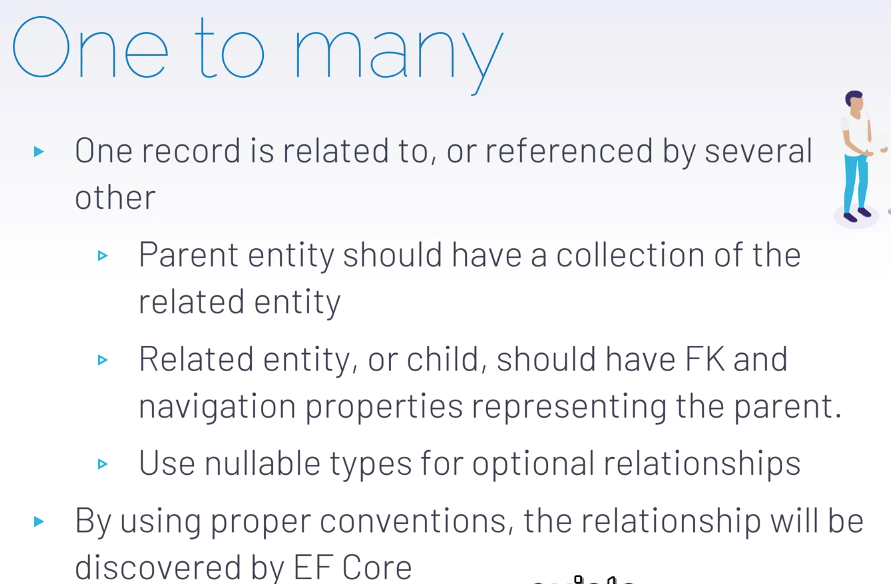 One to many
One record is related to, or referenced by several
other
Parent entity should have a collection of the
related entity
Related entity, or child, should have FK and
navigation properties representing the parent.
Use nullable types for optional relationships
By using proper conventions, the relationship will be
discovered by EF Core